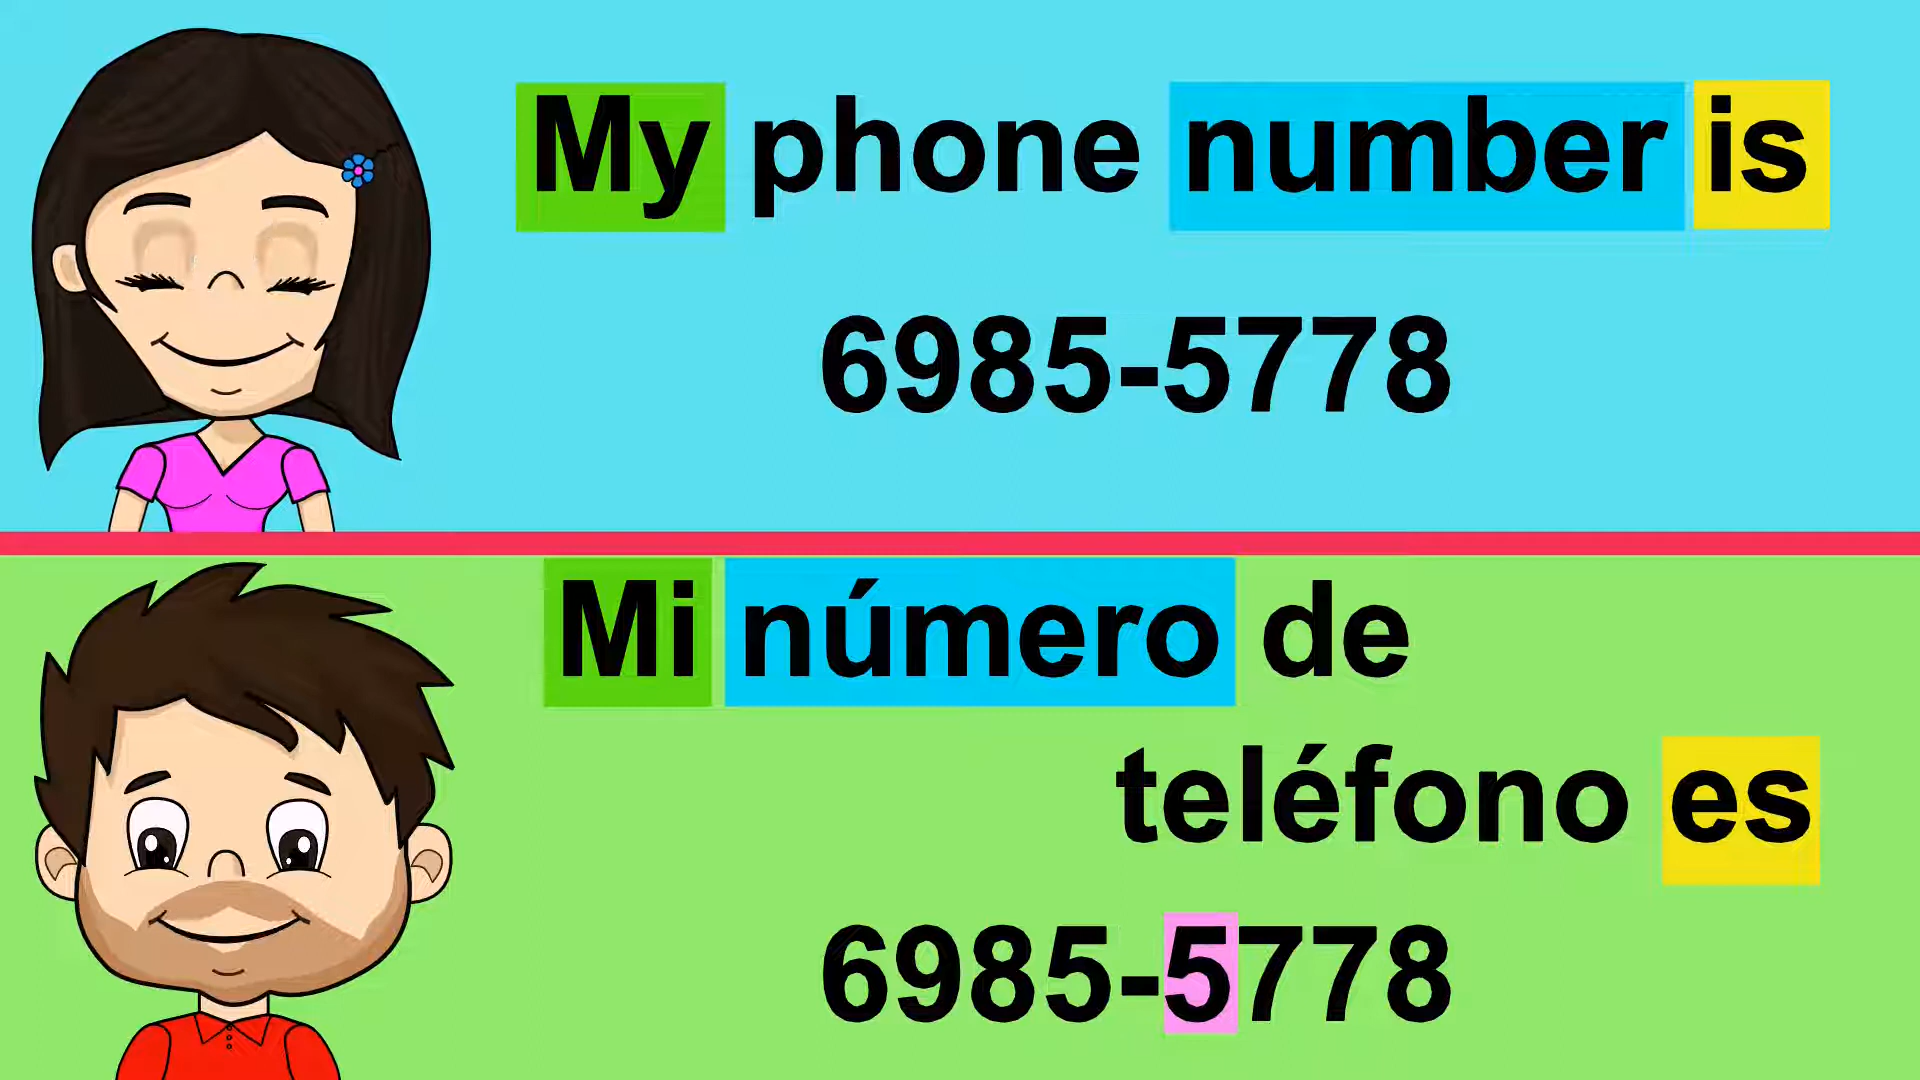 My phone number is
6985-5778
Mi número de
teléfono es
6985-5778